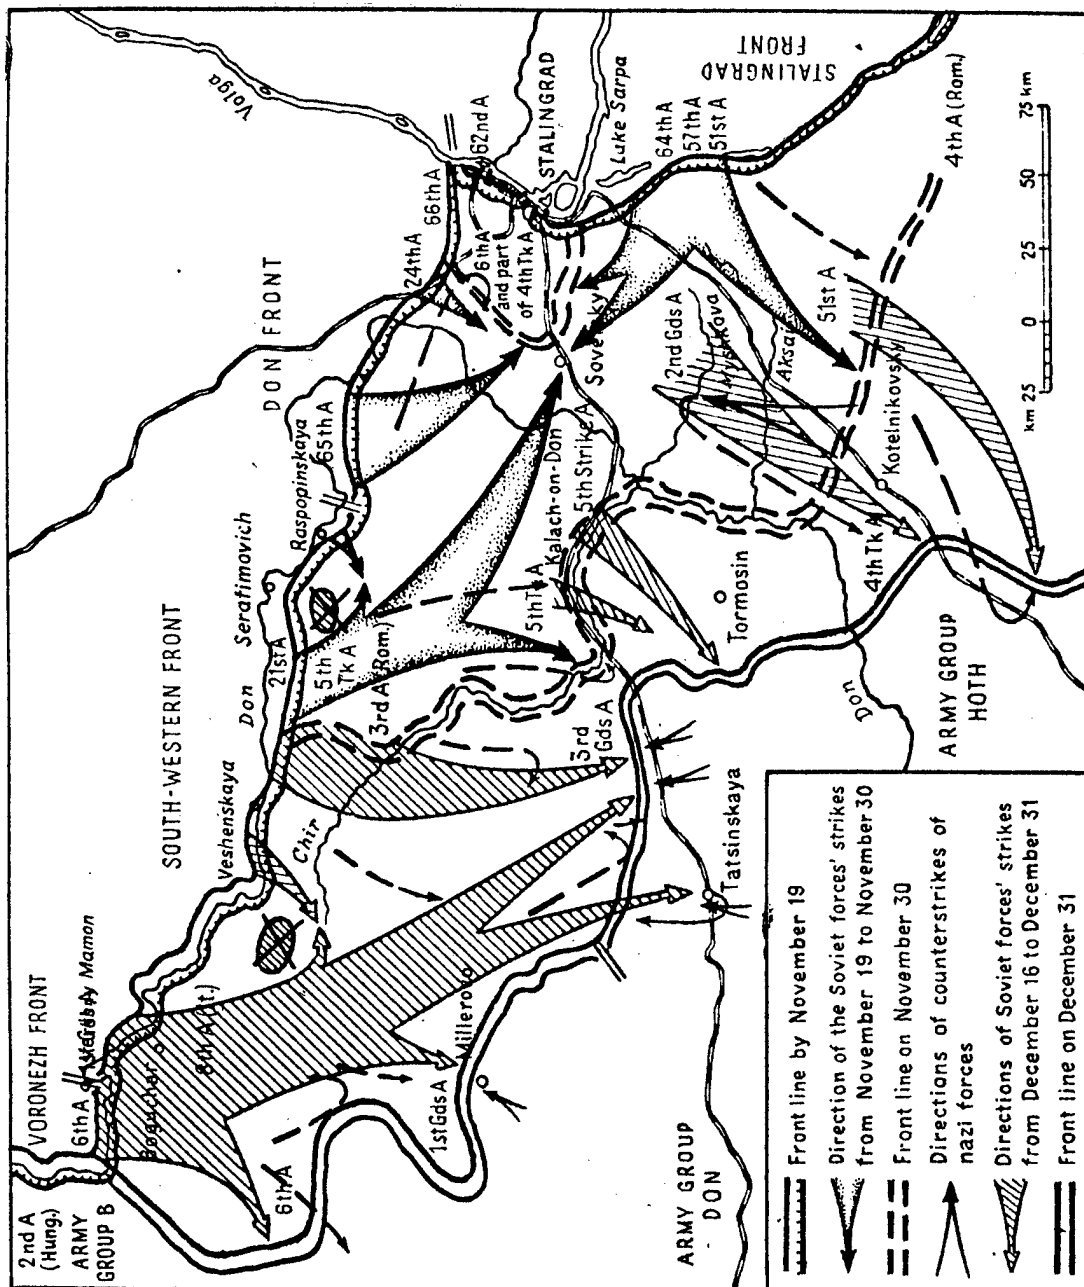 VORONEZH FRONT
2nd A
(Hung.)
ARMY
GROUP B
6th A
Mamon
Boguchar
8th A (It.)
6th A
1st Gds A
Millerovo
ARMY GROUP
DON
SOUTH-WESTERN FRONT
Veshenskaya
Don
Serafimovich
21st A
5th
Tk A
3rd A (Rom.)
Chir
3rd
Gds A
Tatsinskaya
Raspopinskaya
65th A
DON FRONT
24th A
66th A
62nd A
6th A
and part
of 4th Tk A
Volga
STALINGRAD
Lake Sarpa
STALINGRAD
FRONT
64th A
57th A
51st A
4th A (Rom.)
Kalach-on-Don
5th Tk A
5th Strike A
2nd Gds A
Myshkova
Aksai
51st A
Kotelnikovsky
4th Tk A
Tormosin
Don
ARMY GROUP
HOTH
km 25 0 25 50 75 km
Front line by November 19
Direction of the Soviet forces' strikes
from November 19 to November 30
Front line on November 30
Directions of counterstrikes of
nazi forces
Directions of Soviet forces' strikes
from December 16 to December 31
Front line on December 31